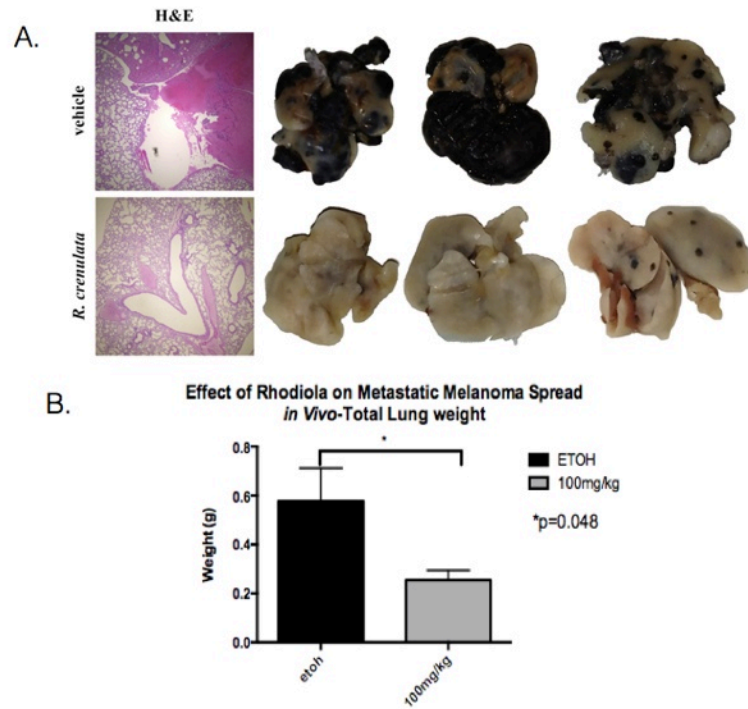 A.
H&E
vehicle
R. crenulata
B.
Effect of Rhodiola on Metastatic Melanoma Spread
in Vivo-Total Lung weight
*
ETOH
100mg/kg
*p=0.048
Weight (g)
0.8
0.6
0.4
0.2
0.0
etoh
100mg/kg